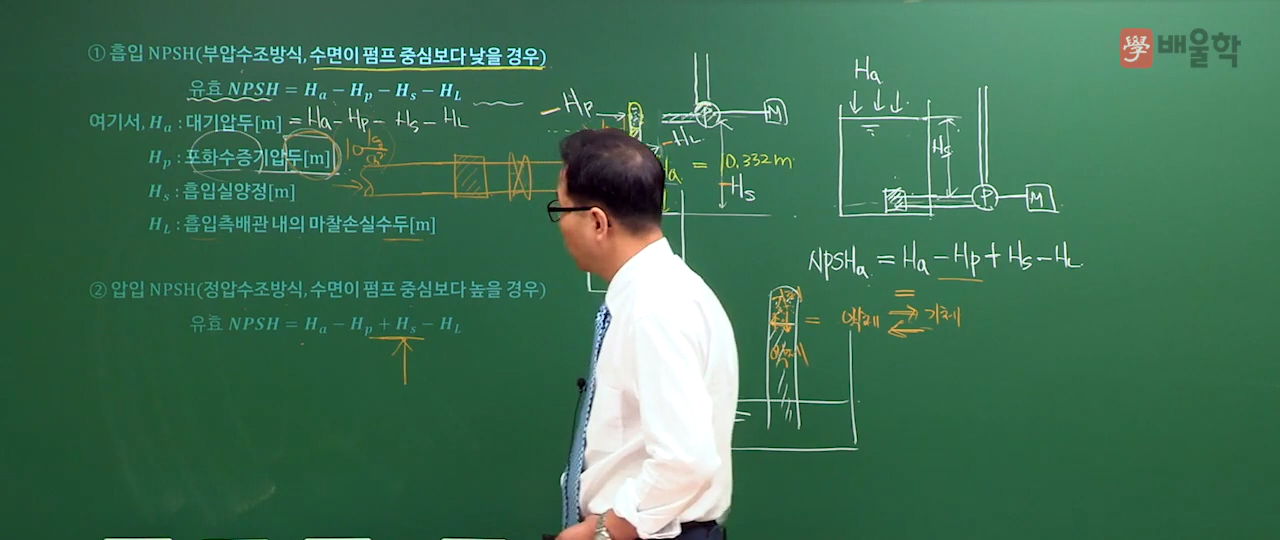 學 배울학
① 흡입 NPSH(부압수조방식, 수면이 펌프 중심보다 낮을 경우)
유효 NPSH = Ha − Hp − Hs − HL
여기서, Ha : 대기압두[m] = Ha − Hp − Hs − HL
Hp : 포화수증기압두[m]
Hs : 흡입실양정[m]
HL : 흡입측배관 내의 마찰손실수두[m]
② 압입 NPSH(정압수조방식, 수면이 펌프 중심보다 높을 경우)
유효 NPSH = Ha − Hp + Hs − HL
−Hp
P M
−HL
= 10.332m
−Hs
Ha
Hs
P M
NPSHa = Ha − Hp + Hs − HL
= 액체 ⇄ 기체
액체